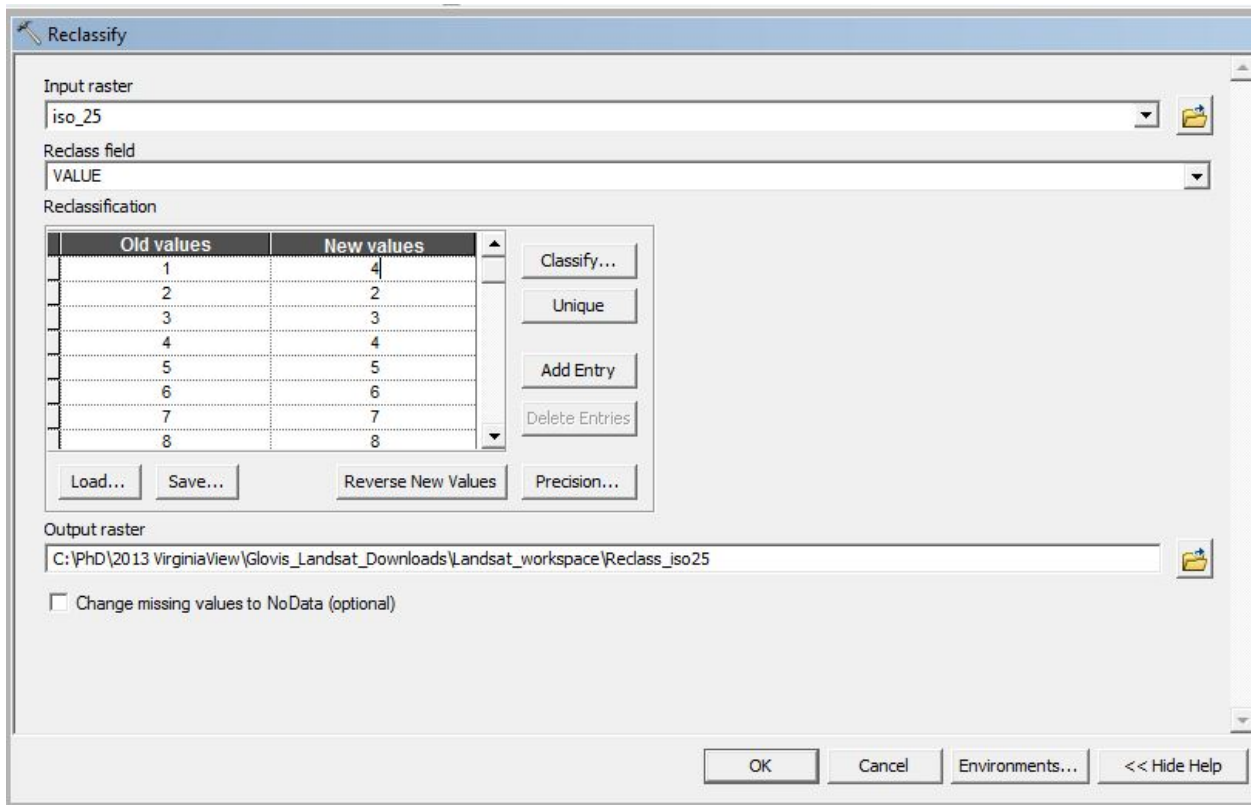 Reclassify
Input raster
iso_25
Reclass field
VALUE
Reclassification
Old values New values
1 4
2 2
3 3
4 4
5 5
6 6
7 7
8 8
Classify...
Unique
Add Entry
Delete Entries
Load... Save... Reverse New Values Precision...
Output raster
C:\PhD\2013 VirginiaView\Glovis_Landsat_Downloads\Landsat_workspace\Reclass_iso25
Change missing values to NoData (optional)
OK Cancel Environments... << Hide Help